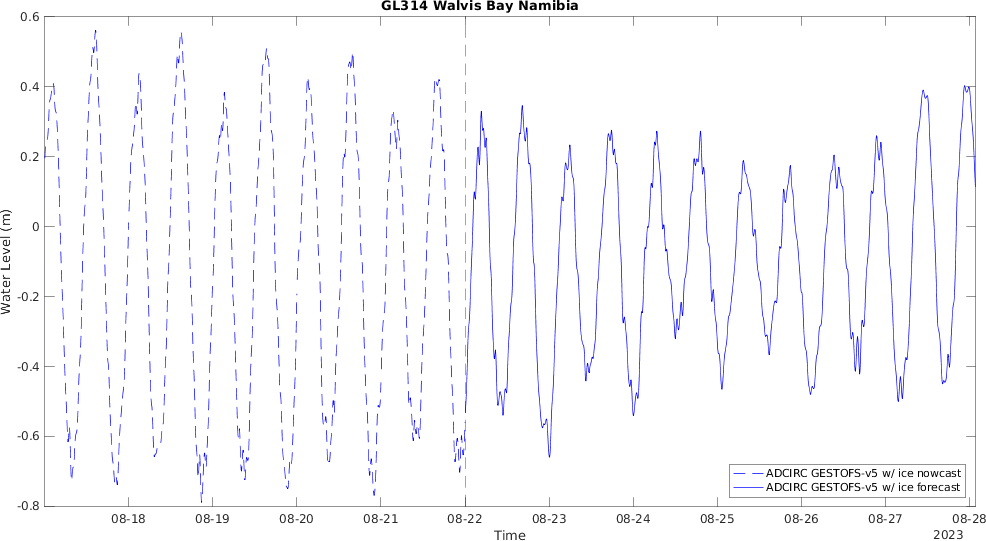 GL314 Walvis Bay Namibia
0.6
0.4
0.2
0
-0.2
-0.4
-0.6
-0.8
Water Level (m)
08-18 08-19 08-20 08-21 08-22 08-23 08-24 08-25 08-26 08-27 08-28
Time
2023
ADCIRC GESTOFS-v5 w/ ice nowcast
ADCIRC GESTOFS-v5 w/ ice forecast